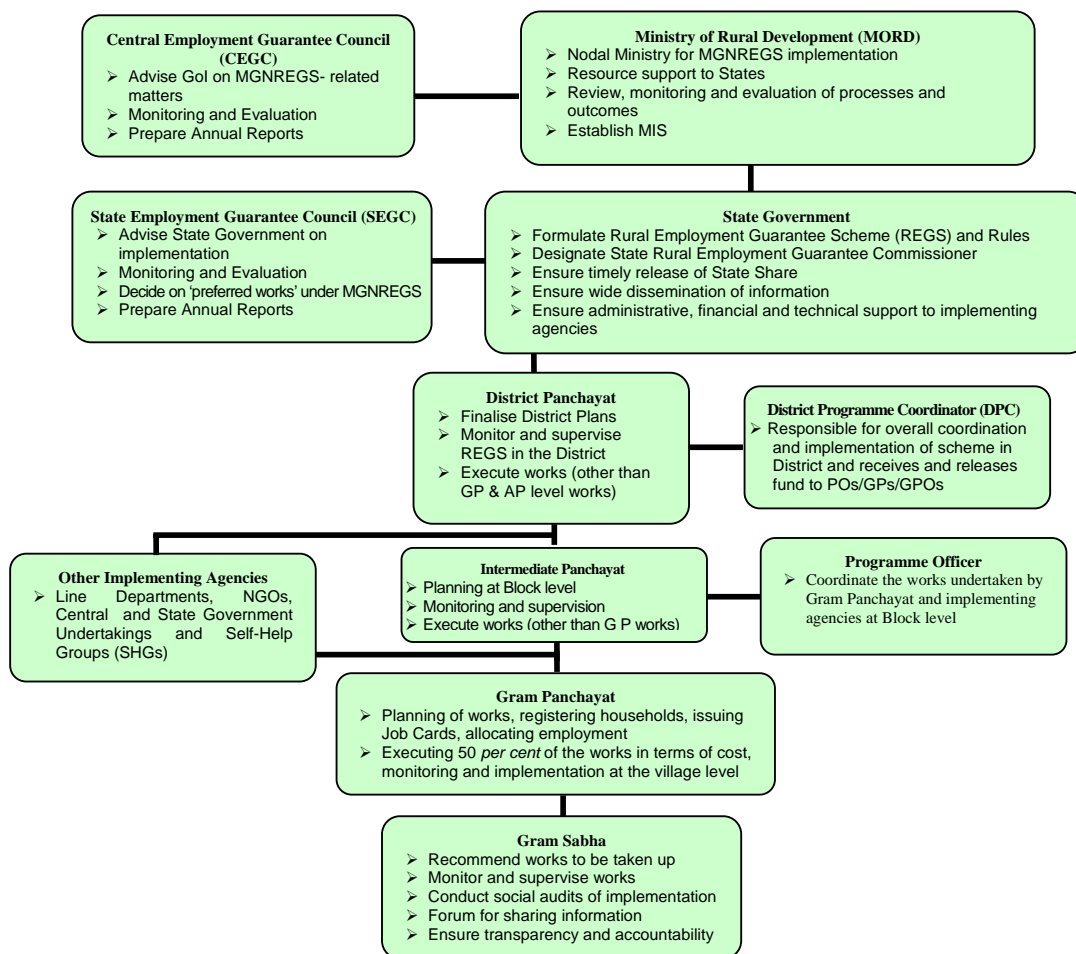 Central Employment Guarantee Council
(CEGC)
➢ Advise GoI on MGNREGS- related
matters
➢ Monitoring and Evaluation
➢ Prepare Annual Reports
Ministry of Rural Development (MORD)
➢ Nodal Ministry for MGNREGS implementation
➢ Resource support to States
➢ Review, monitoring and evaluation of processes and
outcomes
➢ Establish MIS
State Employment Guarantee Council (SEGC)
➢ Advise State Government on
implementation
➢ Monitoring and Evaluation
➢ Decide on ‘preferred works’ under MGNREGS
➢ Prepare Annual Reports
State Government
➢ Formulate Rural Employment Guarantee Scheme (REGS) and Rules
➢ Designate State Rural Employment Guarantee Commissioner
➢ Ensure timely release of State Share
➢ Ensure wide dissemination of information
➢ Ensure administrative, financial and technical support to implementing
agencies
District Panchayat
➢ Finalise District Plans
➢ Monitor and supervise
REGS in the District
➢ Execute works (other than
GP & AP level works)
District Programme Coordinator (DPC)
➢ Responsible for overall coordination
and implementation of scheme in
District and receives and releases
fund to POs/GPs/GPOs
Other Implementing Agencies
➢ Line Departments, NGOs,
Central and State Government
Undertakings and Self-Help
Groups (SHGs)
Intermediate Panchayat
➢ Planning at Block level
➢ Monitoring and supervision
➢ Execute works (other than G P works)
Programme Officer
➢ Coordinate the works undertaken by
Gram Panchayat and implementing
agencies at Block level
Gram Panchayat
➢ Planning of works, registering households, issuing
Job Cards, allocating employment
➢ Executing 50 per cent of the works in terms of cost,
monitoring and implementation at the village level
Gram Sabha
➢ Recommend works to be taken up
➢ Monitor and supervise works
➢ Conduct social audits of implementation
➢ Forum for sharing information
➢ Ensure transparency and accountability